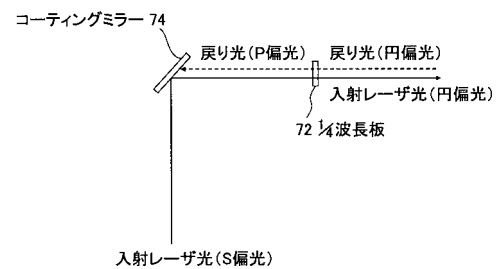 コーティングミラー 74
戻り光(P偏光) 戻り光(円偏光)
入射レーザ光(円偏光)
72 1/4波長板
入射レーザ光(S偏光)